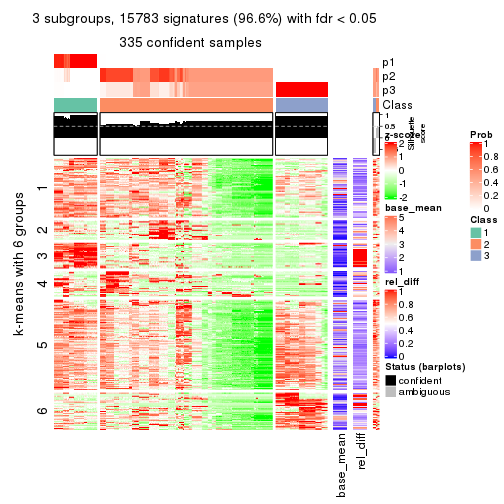 3 subgroups, 15783 signatures (96.6%) with fdr < 0.05
335 confident samples
p1
p2
p3
Class
1
0.5
0
Silhouette score
k-means with 6 groups
1
2
3
4
5
6
base_mean
rel_diff
z-score
2
1
0
-1
-2
base_mean
5
4
3
2
1
rel_diff
1
0.8
0.6
0.4
0.2
0
Status (barplots)
confident
ambiguous
Prob
1
0.8
0.6
0.4
0.2
0
Class
1
2
3